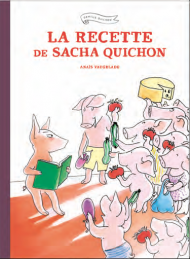 LA RECETTE
DE SACHA QUICHON
ANAÏS VAUGELADE